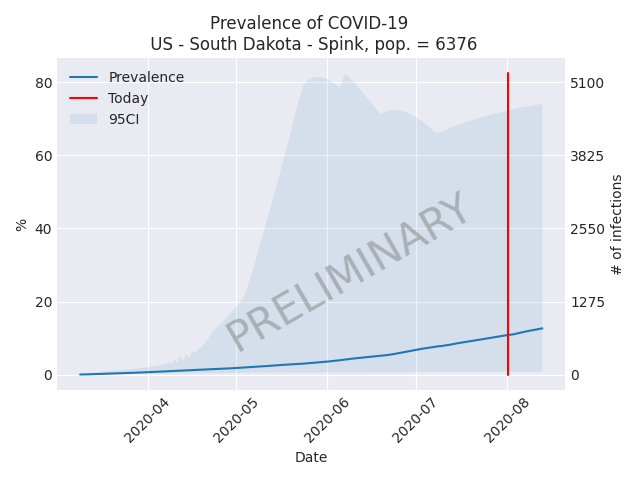 Prevalence of COVID-19
US - South Dakota - Spink, pop. = 6376
Prevalence
Today
95CI
80
60
40
20
0
%
5100
3825
2550
1275
0
# of infections
PRELIMINARY
2020-04
2020-05
2020-06
2020-07
2020-08
Date